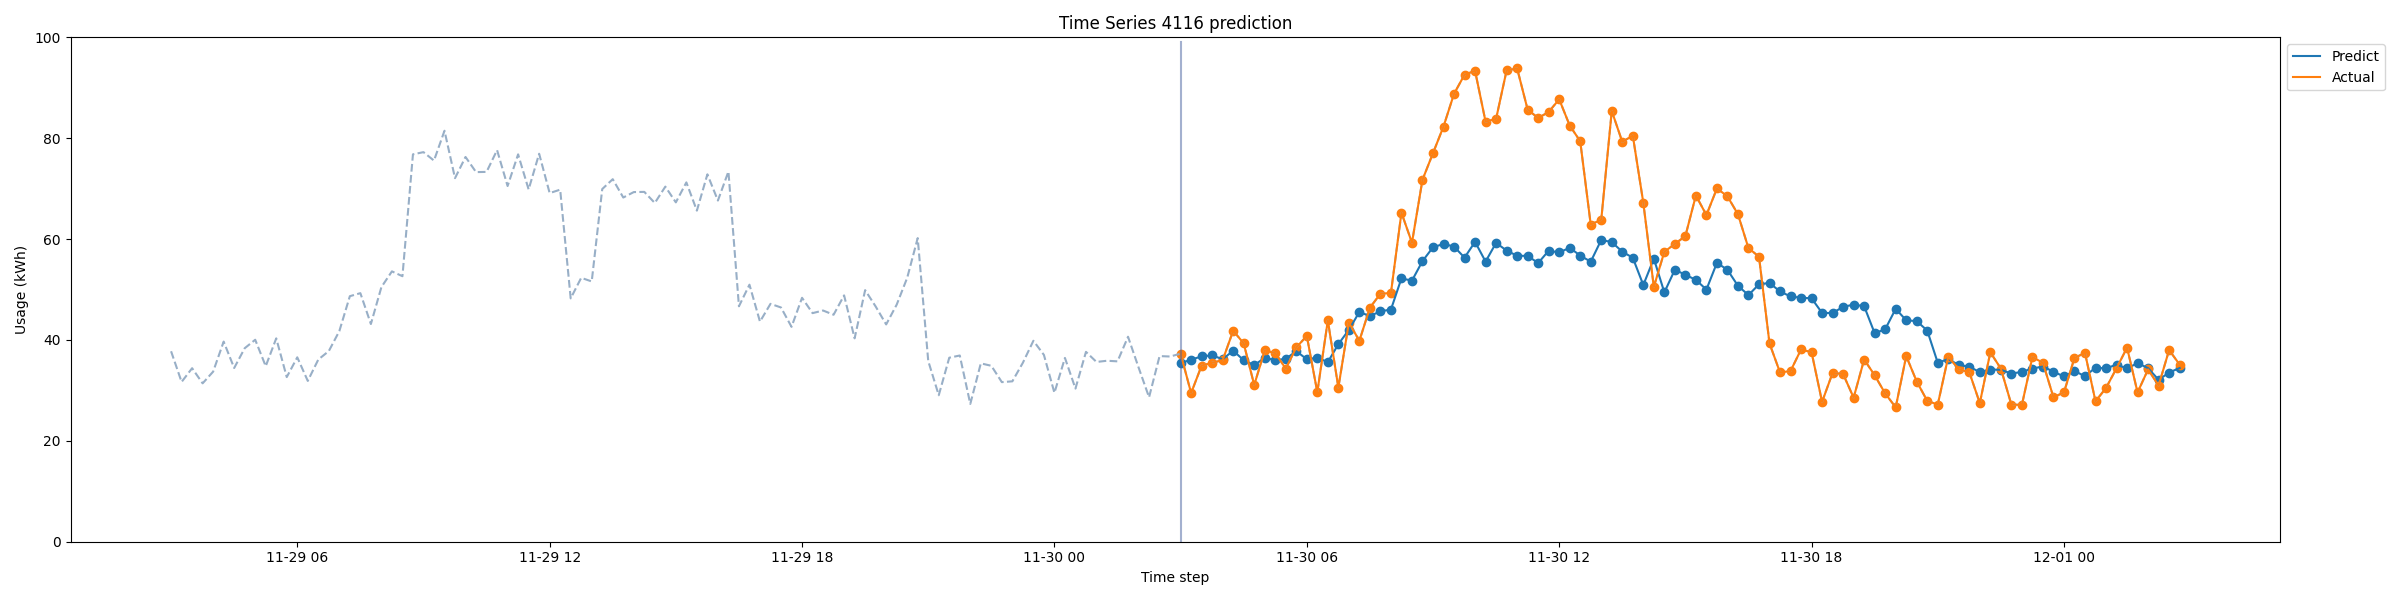 Time Series 4116 prediction
100
80
60
40
20
0
Usage (kWh)
11-29 06
11-29 12
11-29 18
11-30 00
11-30 06
11-30 12
11-30 18
12-01 00
Time step
Predict
Actual